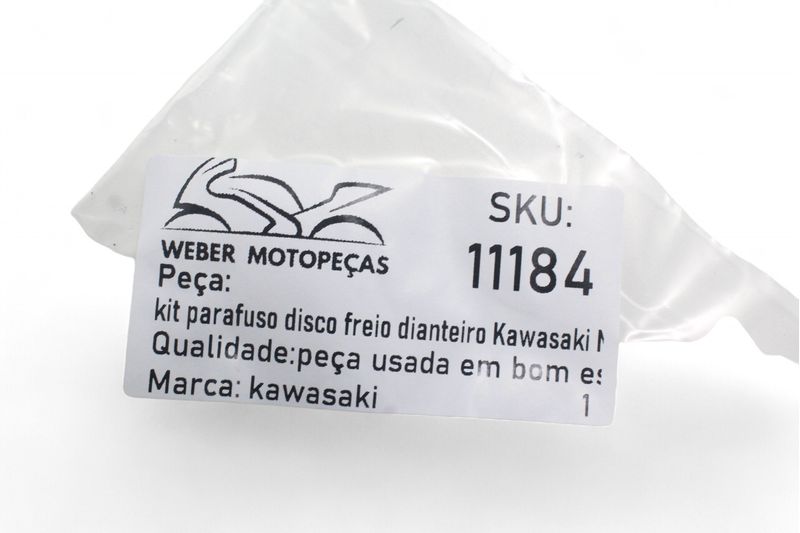 SKU:
11184
WEBER MOTOPEÇAS
Peça:
kit parafuso disco freio dianteiro Kawasaki
Qualidade:peça usada em bom es
Marca: kawasaki
1